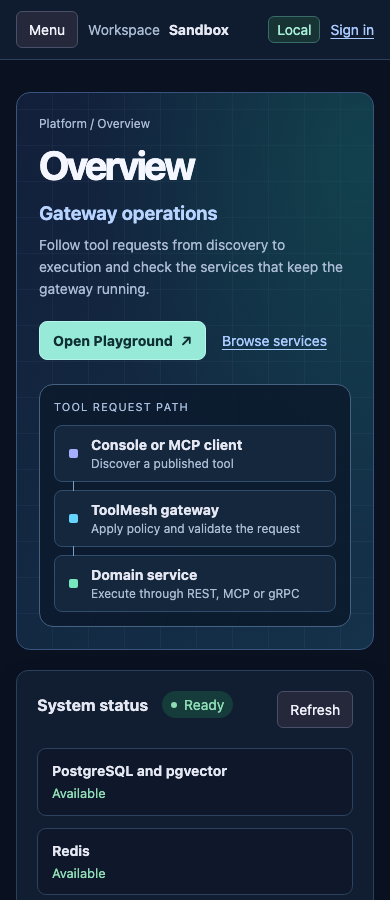 Menu Workspace Sandbox Local Sign in
Platform / Overview
Overview
Gateway operations
Follow tool requests from discovery to
execution and check the services that keep the
gateway running.
Open Playground ↗ Browse services
TOOL REQUEST PATH
Console or MCP client
Discover a published tool
ToolMesh gateway
Apply policy and validate the request
Domain service
Execute through REST, MCP or gRPC
System status Ready Refresh
PostgreSQL and pgvector
Available
Redis
Available